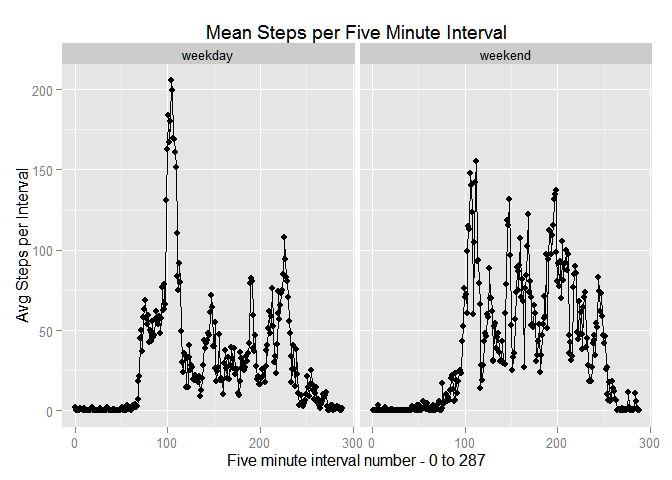 Mean Steps per Five Minute Interval
weekday weekend
Avg Steps per Interval
200
150
100
50
0
0 100 200 300 0 100 200 300
Five minute interval number - 0 to 287